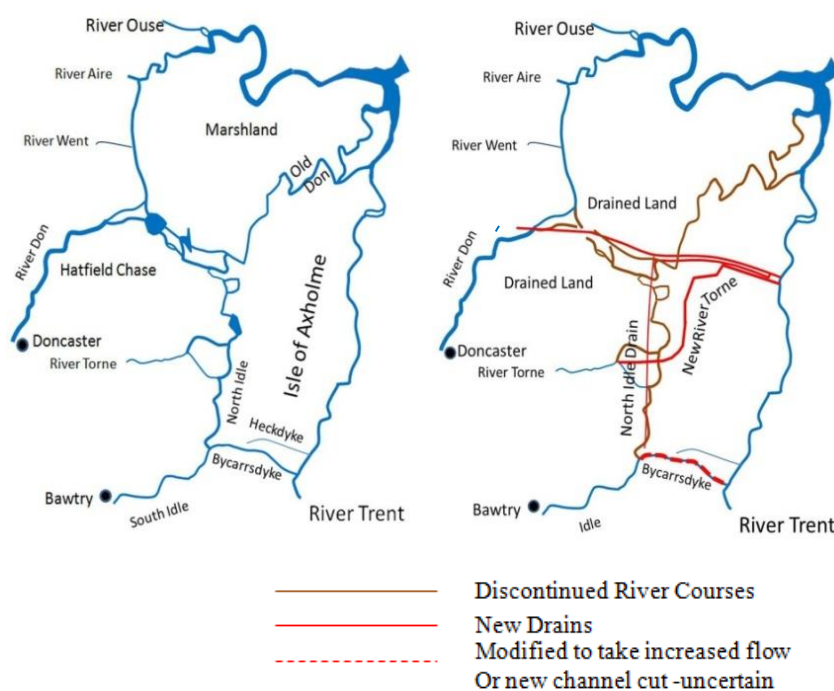 River Ouse
River Aire
Marshland
River Went
Old
Don
River Don
Hatfield Chase
Isle of Axholme
Doncaster
River Torne
North Idle
Heckdyke
Bycarrsdyke
Bawtry
South Idle
River Trent
River Ouse
River Aire
River Went
Drained Land
River Don
Drained Land
New River Torne
Doncaster
River Torne
North Idle Drain
Bycarrsdyke
Bawtry
Idle
River Trent
Discontinued River Courses
New Drains
Modified to take increased flow
Or new channel cut -uncertain